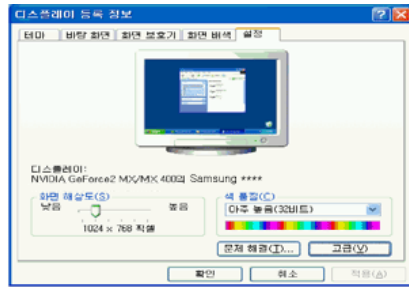 디스플레이 등록 정보
테마 바탕 화면 화면 보호기 화면 배색 설정
디스플레이:
NVIDIA GeForce2 MX/MX 400의 Samsung ****
화면 해상도(S) 색 품질(C)
낮음 높음 아주 높음(32비트)
1024 x 768 픽셀
문제 해결(T)... 고급(V)
확인 취소 적용(A)